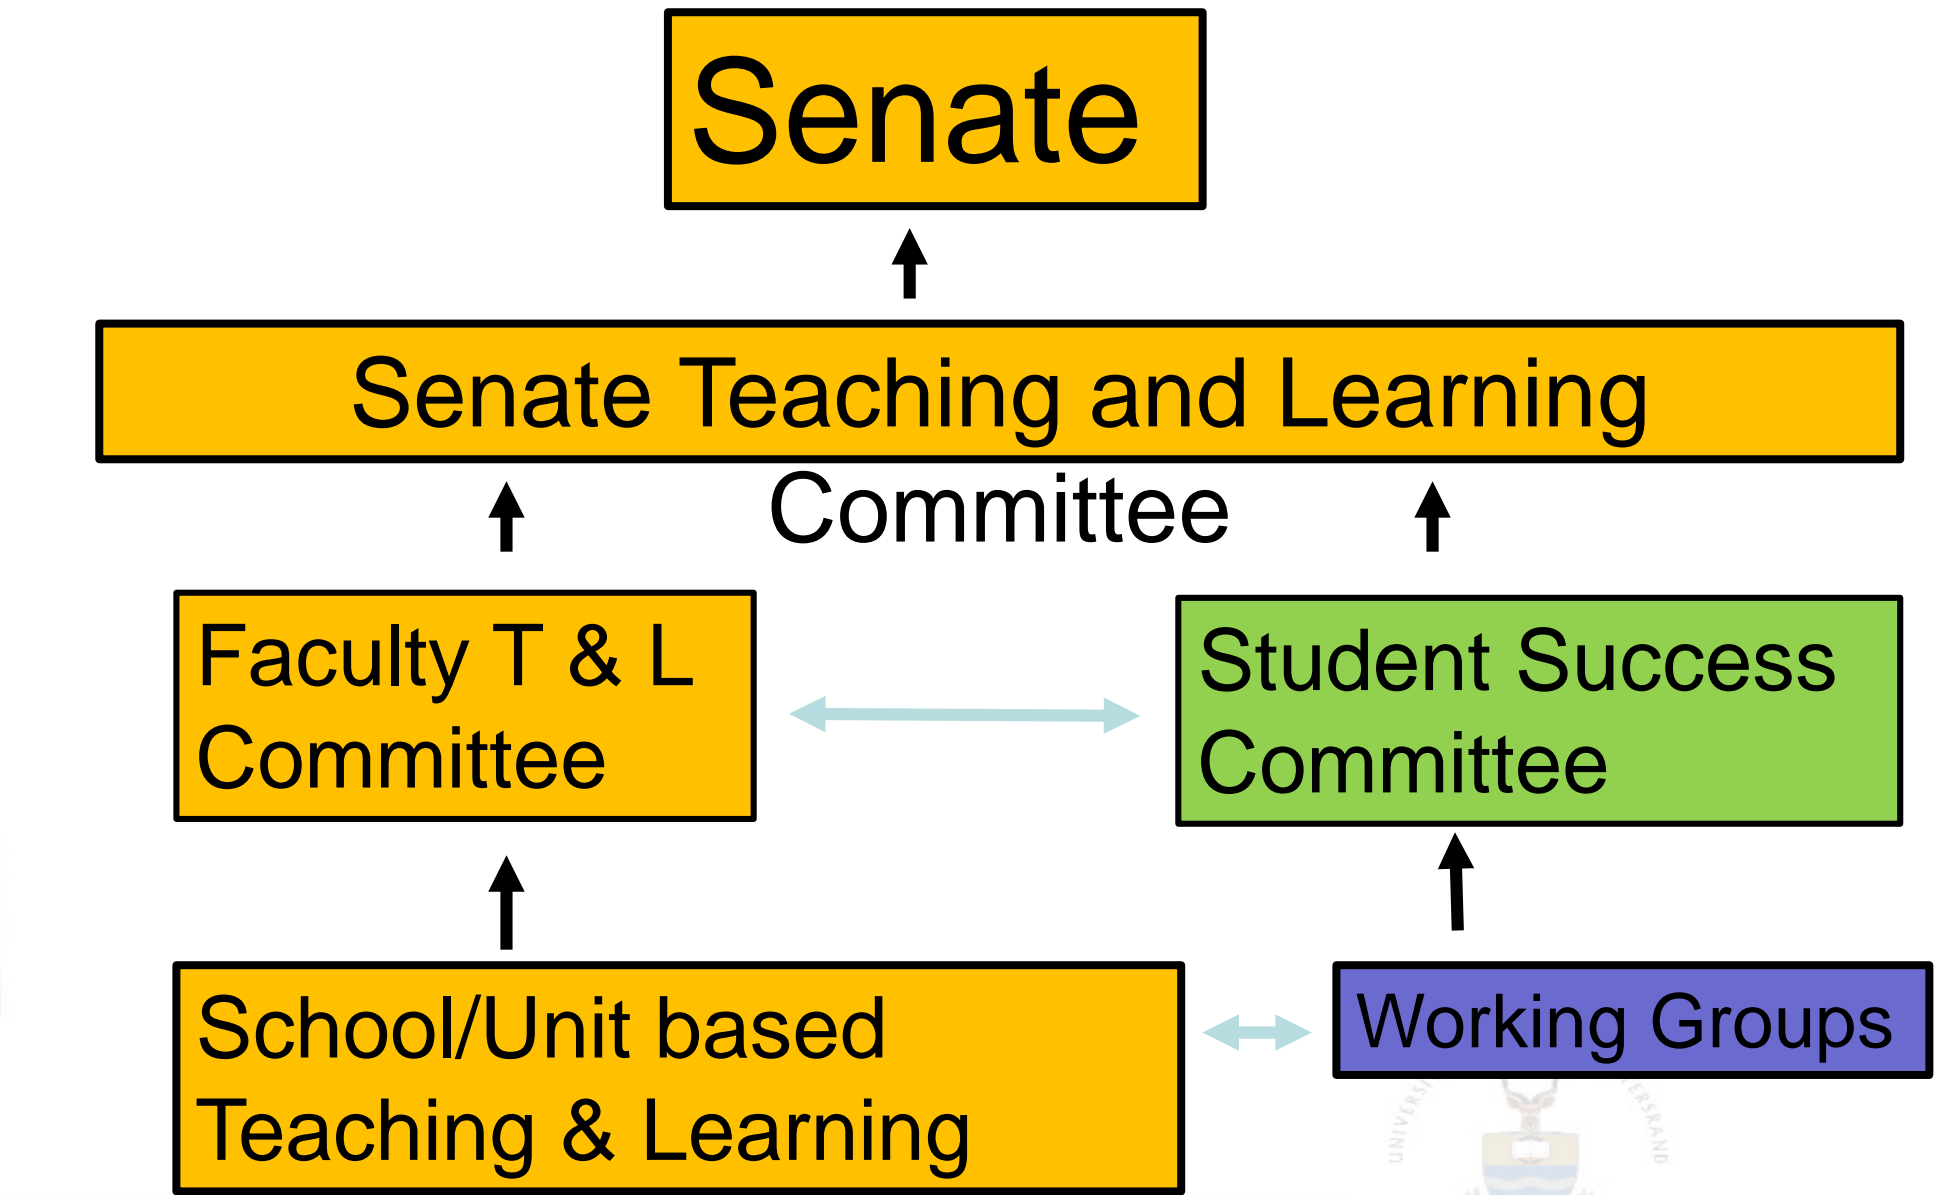 Senate
Senate Teaching and Learning
Committee
Faculty T & L
Committee
Student Success
Committee
School/Unit based
Teaching & Learning
Working Groups